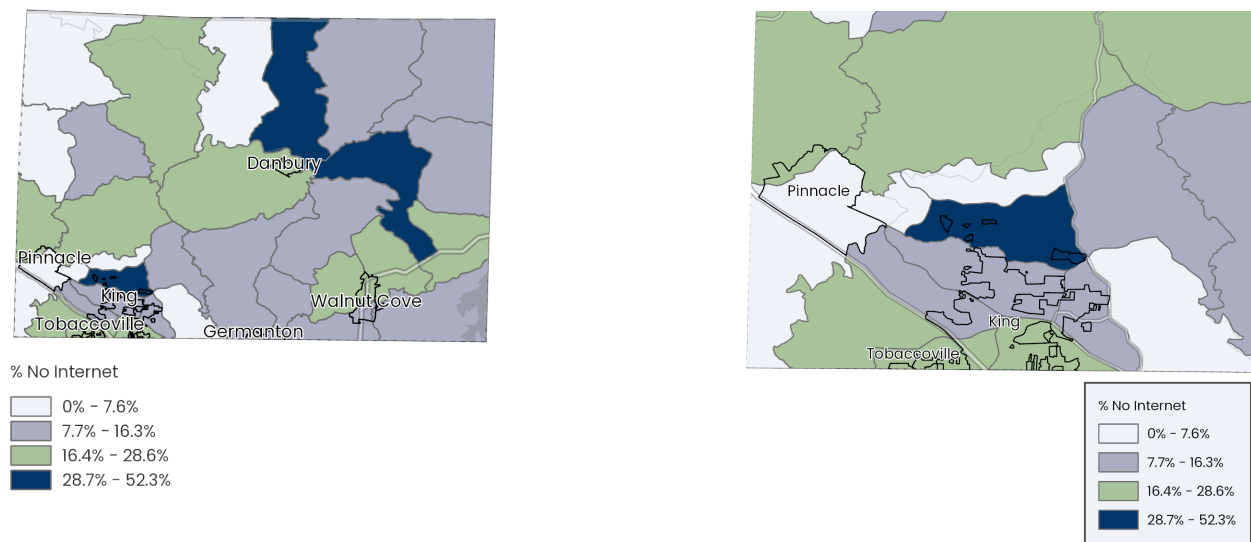 Danbury
Pinnacle
King
Walnut Cove
Tobaccoville
Germanton
% No Internet
0% - 7.6%
7.7% - 16.3%
16.4% - 28.6%
28.7% - 52.3%
Pinnacle
King
Tobaccoville
% No Internet
0% - 7.6%
7.7% - 16.3%
16.4% - 28.6%
28.7% - 52.3%